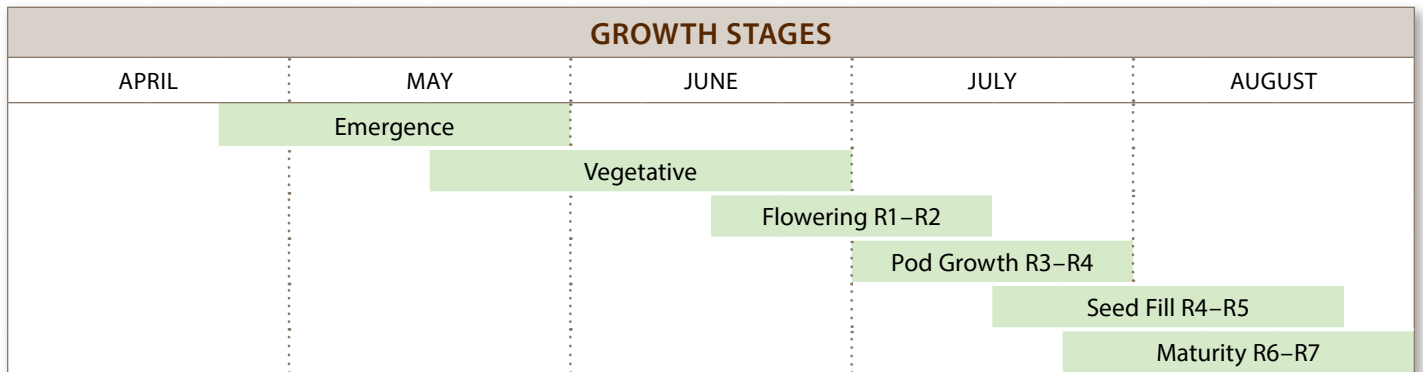 GROWTH STAGES
APRIL MAY JUNE JULY AUGUST
Emergence
Vegetative
Flowering R1–R2
Pod Growth R3–R4
Seed Fill R4–R5
Maturity R6–R7